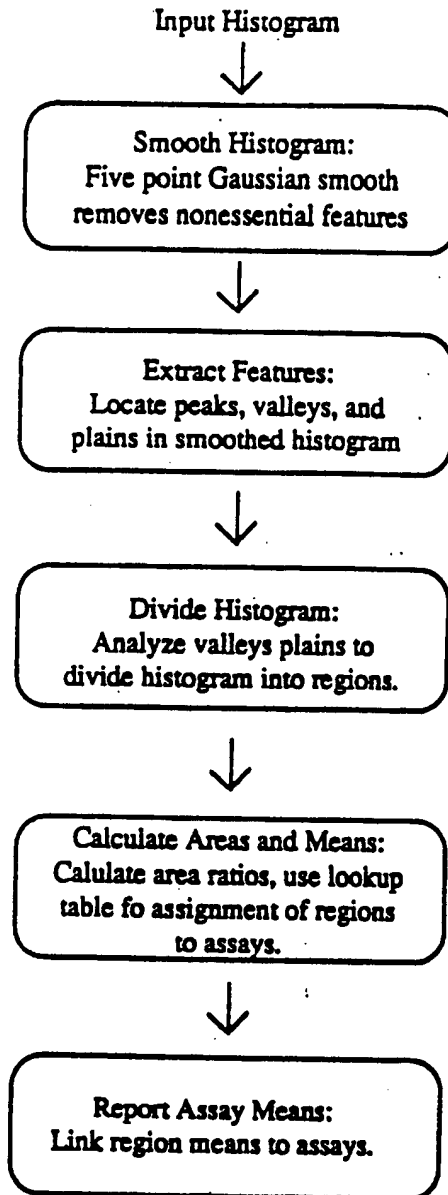 Input Histogram
Smooth Histogram:
Five point Gaussian smooth
removes nonessential features
Extract Features:
Locate peaks, valleys, and
plains in smoothed histogram
Divide Histogram:
Analyze valleys plains to
divide histogram into regions.
Calculate Areas and Means:
Calulate area ratios, use lookup
table fo assignment of regions
to assays.
Report Assay Means:
Link region means to assays.